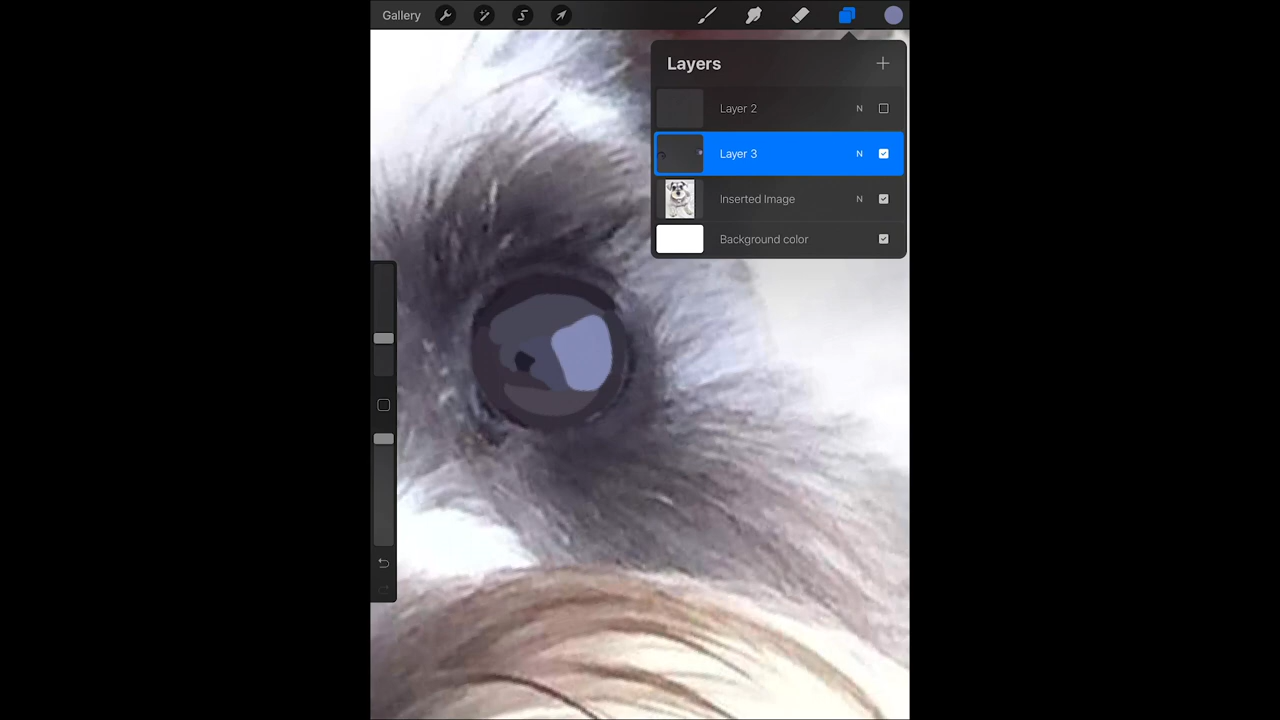 Gallery
Layers
Layer 2 N
Layer 3 N
Inserted Image N
Background color